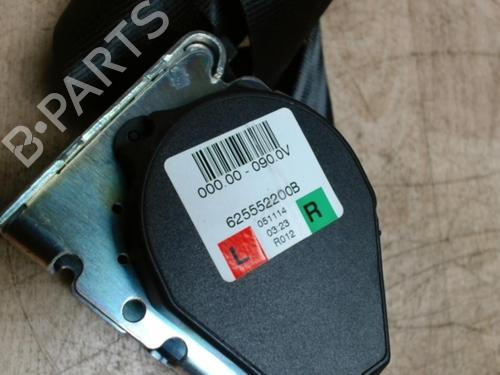 B-PARTS
000.00 - 090.0V
625552200B
051114
03:23
R012
L
R